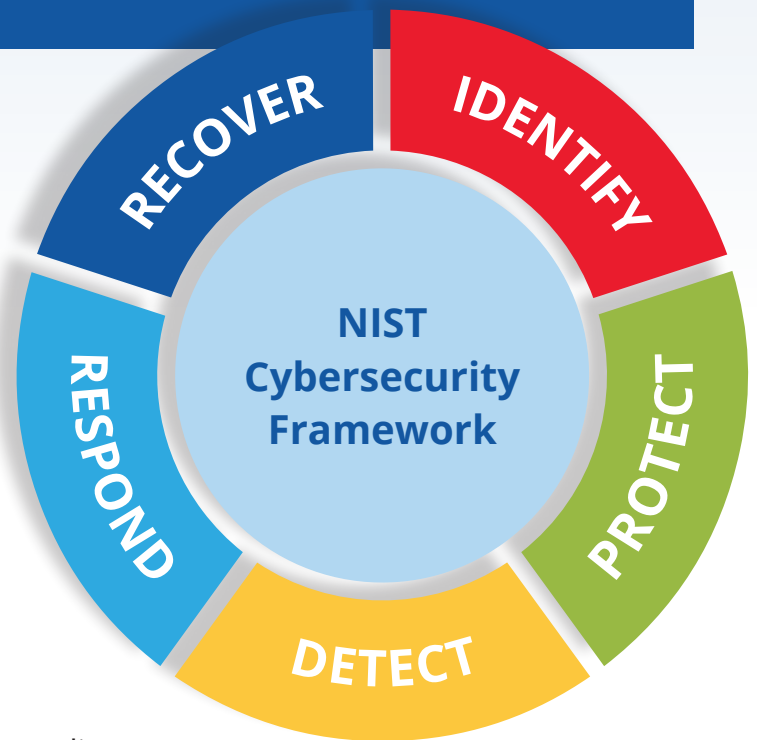 RECOVER
IDENTIFY
NIST
Cybersecurity
Framework
RESPOND
PROTECT
DETECT